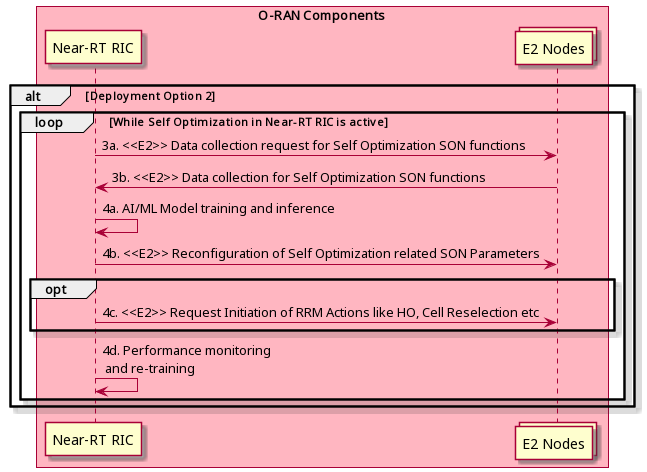 O-RAN Components
Near-RT RIC
E2 Nodes
alt [Deployment Option 2]
loop [While Self Optimization in Near-RT RIC is active]
3a. <<E2>> Data collection request for Self Optimization SON functions
3b. <<E2>> Data collection for Self Optimization SON functions
4a. AI/ML Model training and inference
4b. <<E2>> Reconfiguration of Self Optimization related SON Parameters
opt
4c. <<E2>> Request Initiation of RRM Actions like HO, Cell Reselection etc
4d. Performance monitoring
and re-training
Near-RT RIC
E2 Nodes